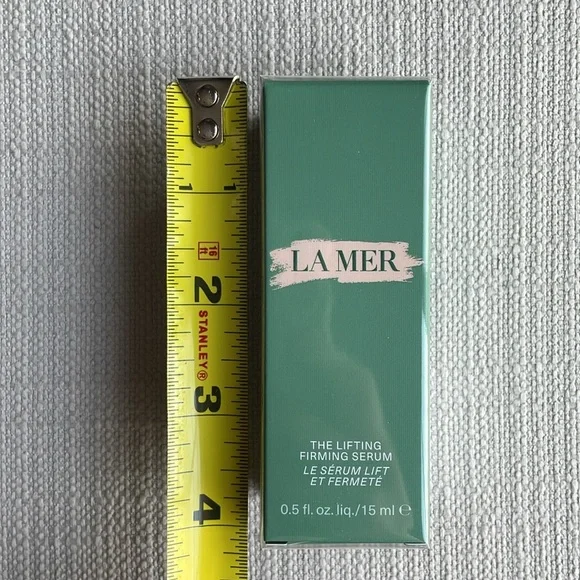 1 1
16
ft
2
STANLEY®
3
4
LA MER
THE LIFTING
FIRMING SERUM
LE SÉRUM LIFT
ET FERMETÉ
0.5 fl. oz. liq./15 ml ℮